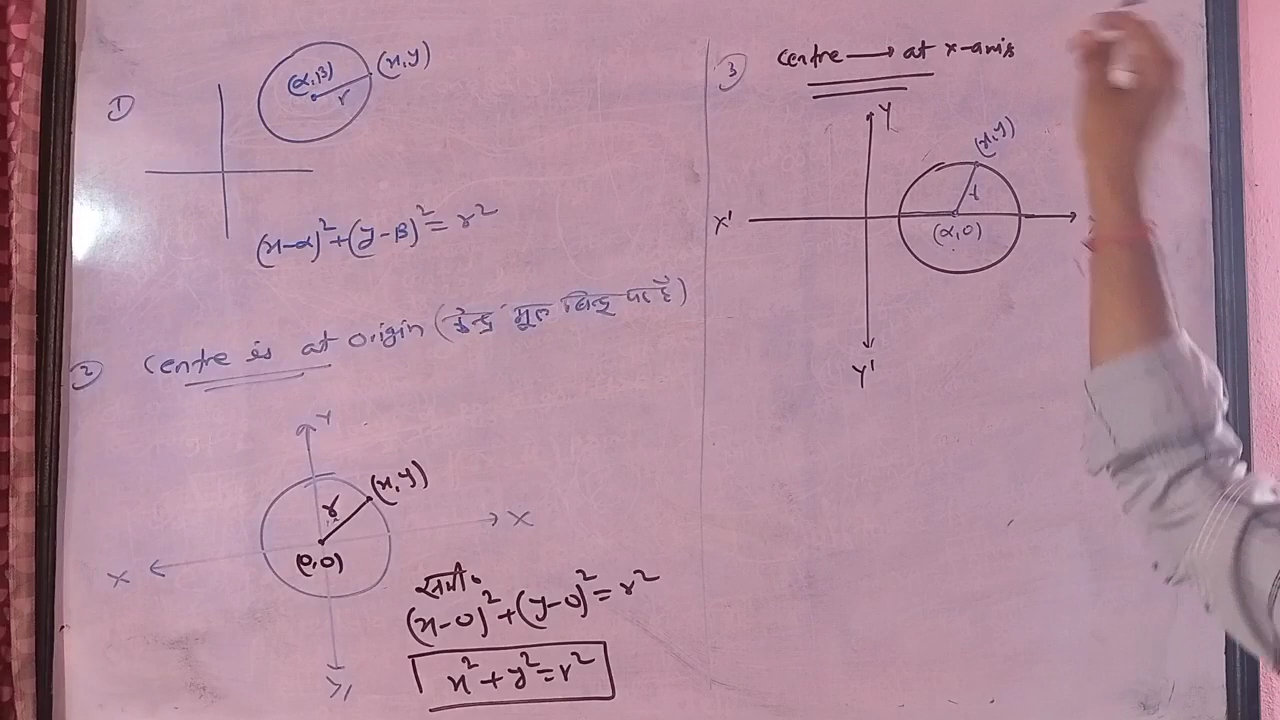 1)
(α,β)
(x,y)
r
(x-α)²+(y-β)²=r²
② Centre is at origin (केन्द्र मूल बिन्दु पर है)
Y
(x,y)
r
X
(0,0)
X
Y
समी०
(x-0)²+(y-0)²=r²
x²+y²=r²
③ Centre → at x-axis
Y
(x,y)
r
X'
(α,0)
Y'